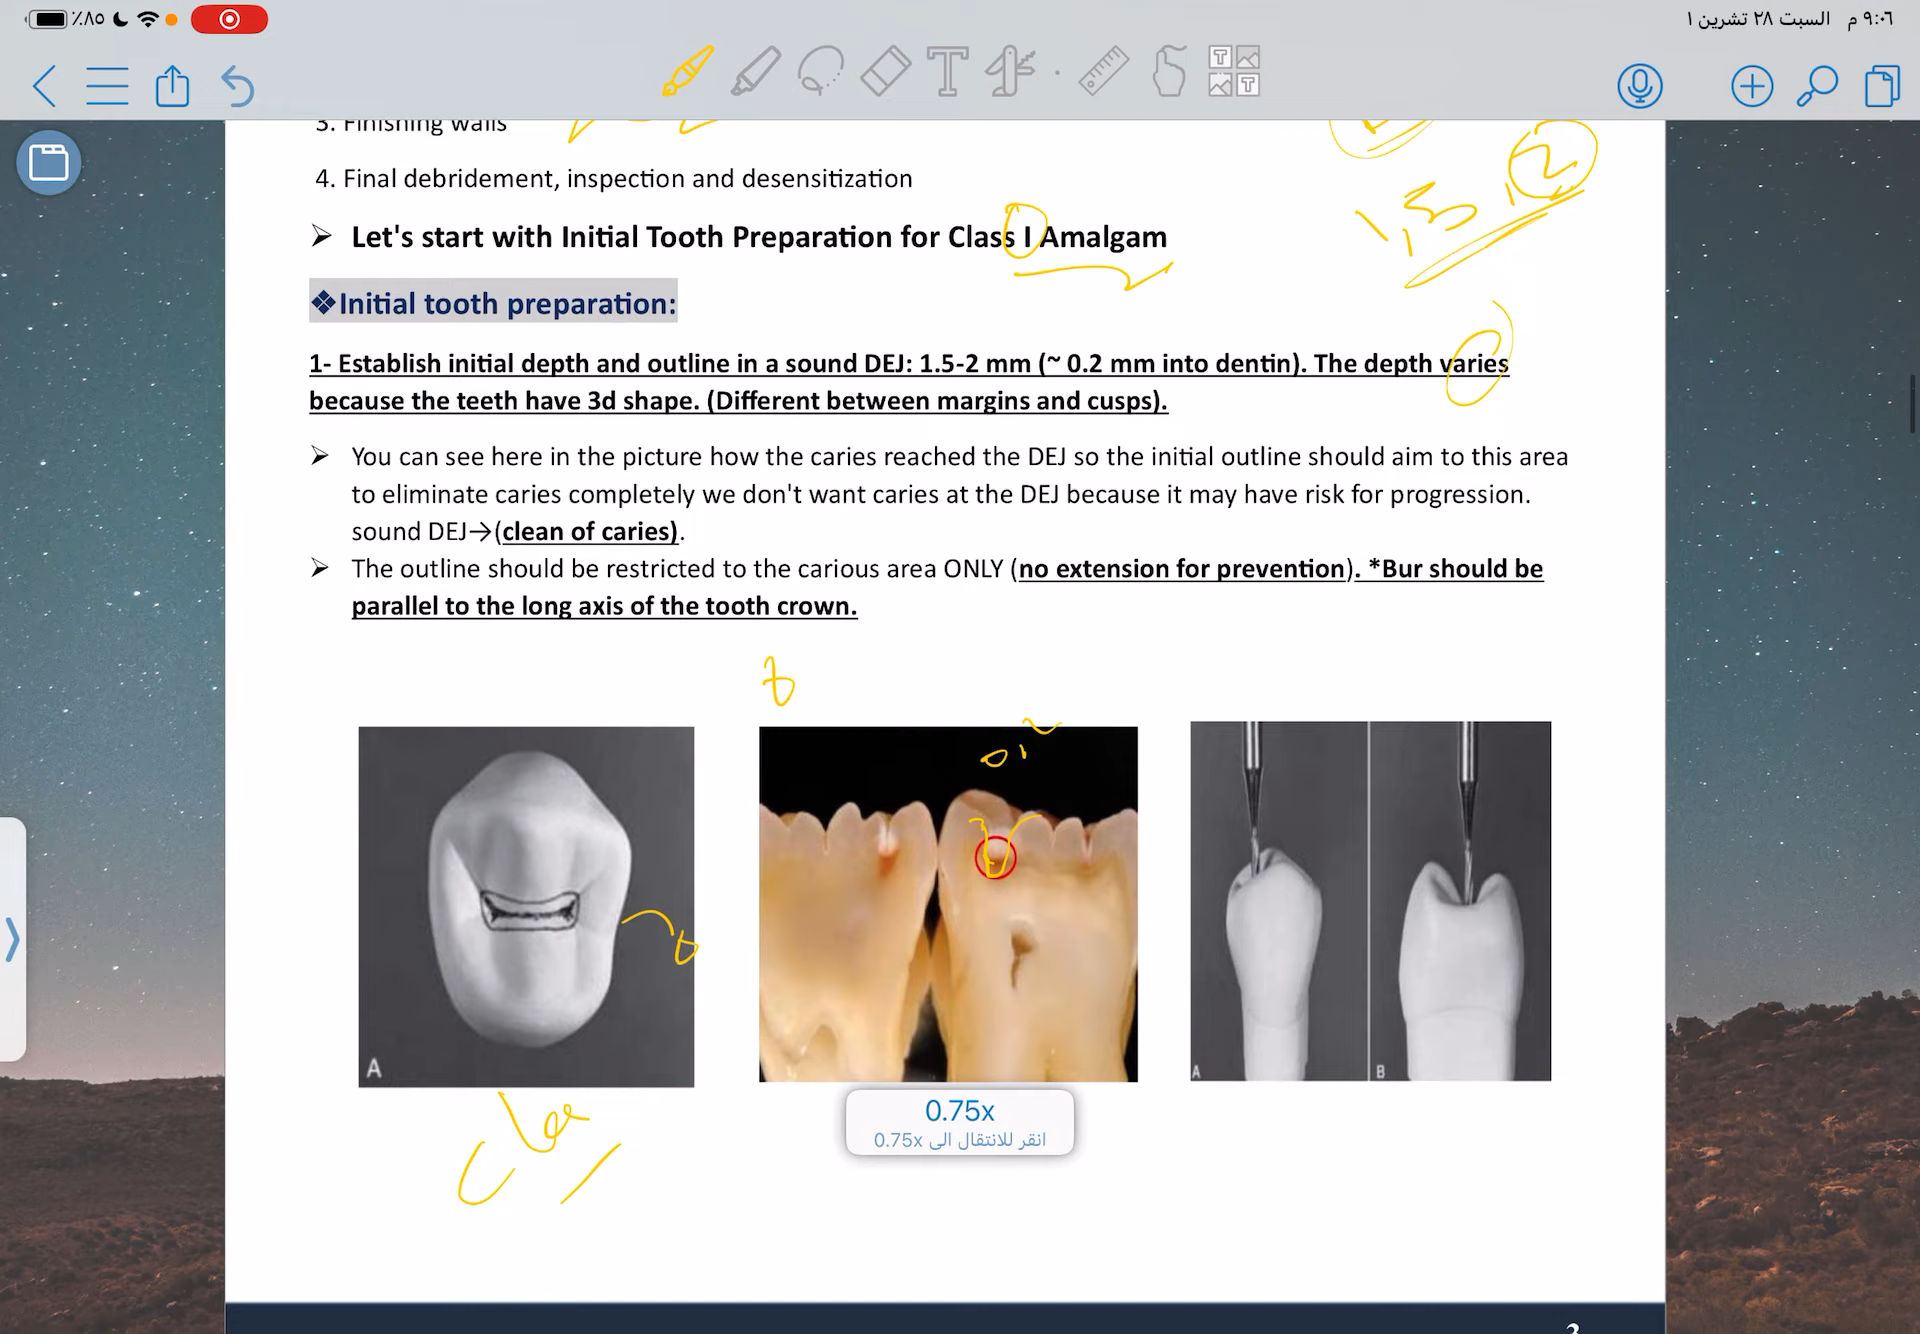 ٪٨٥
٩:٠٦ م السبت ٢٨ تشرين ١
3. Finishing walls
4. Final debridement, inspection and desensitization
1,5 , 2
➢ Let's start with Initial Tooth Preparation for Class I Amalgam
❖Initial tooth preparation:
1- Establish initial depth and outline in a sound DEJ: 1.5-2 mm (~ 0.2 mm into dentin). The depth varies
because the teeth have 3d shape. (Different between margins and cusps).
➢ You can see here in the picture how the caries reached the DEJ so the initial outline should aim to this area
to eliminate caries completely we don't want caries at the DEJ because it may have risk for progression.
sound DEJ→(clean of caries).
➢ The outline should be restricted to the carious area ONLY (no extension for prevention). *Bur should be
parallel to the long axis of the tooth crown.
A
A
B
0.75x
انقر للانتقال الى 0.75x